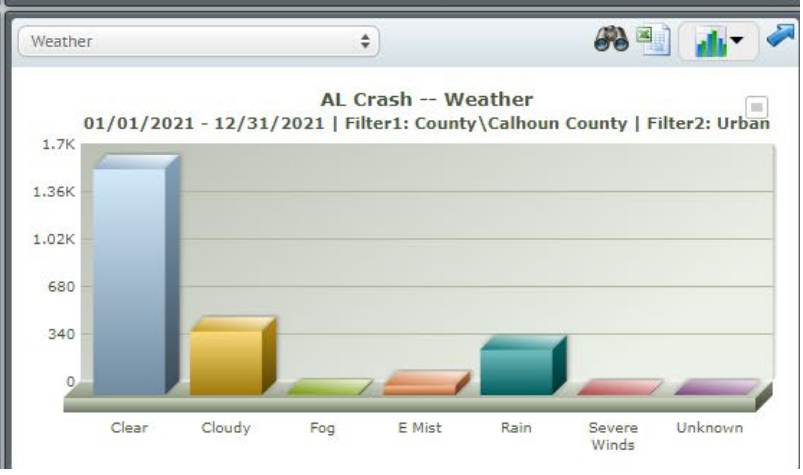 Weather
AL Crash -- Weather
01/01/2021 - 12/31/2021 | Filter1: County\Calhoun County | Filter2: Urban
1.7K
1.36K
1.02K
680
340
0
Clear Cloudy Fog E Mist Rain Severe Unknown
Winds